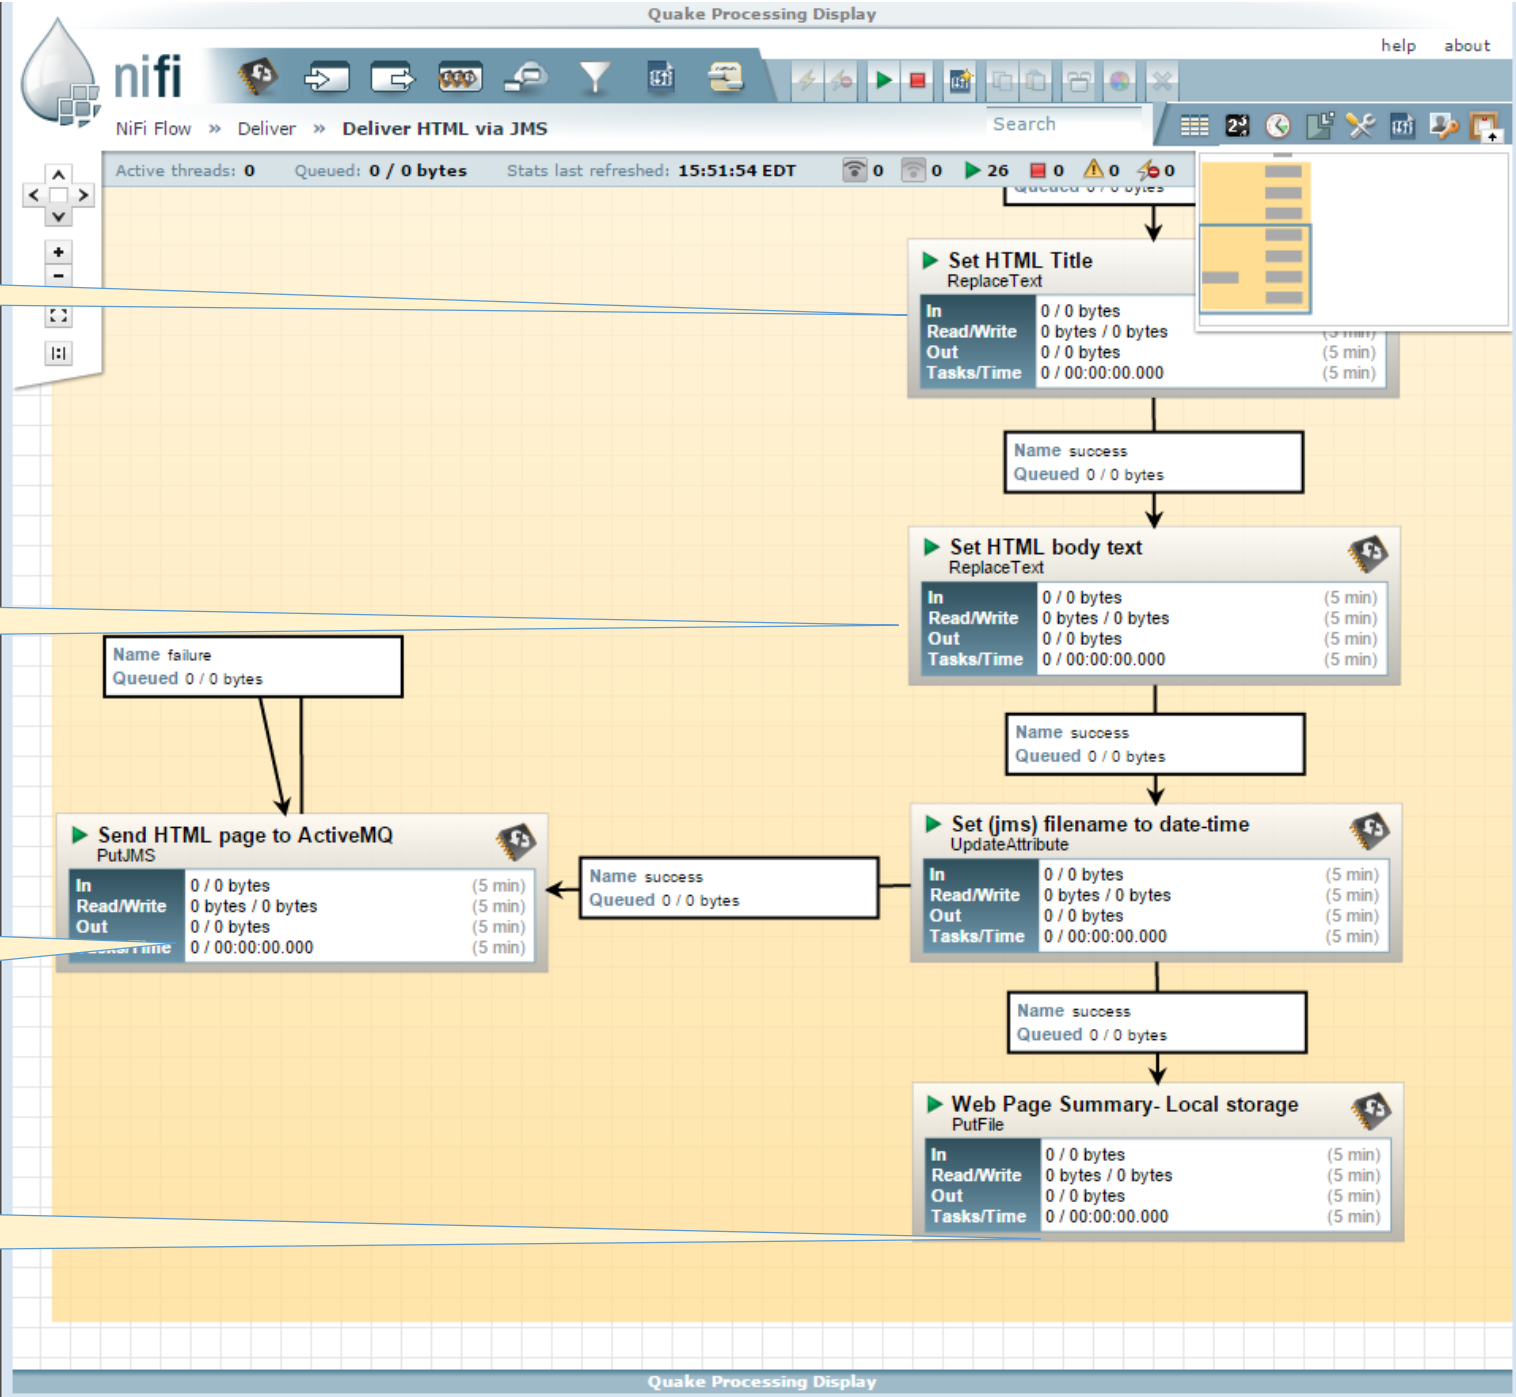 Quake Processing Display
help about
nifi
NiFi Flow » Deliver » Deliver HTML via JMS
Search
Active threads: 0 Queued: 0 / 0 bytes Stats last refreshed: 15:51:54 EDT 0 0 26 0 0 0
Queued 0 / 0 bytes
Set HTML Title
ReplaceText
In 0 / 0 bytes
Read/Write 0 bytes / 0 bytes (5 min)
Out 0 / 0 bytes (5 min)
Tasks/Time 0 / 00:00:00.000 (5 min)
Name success
Queued 0 / 0 bytes
Set HTML body text
ReplaceText
In 0 / 0 bytes (5 min)
Read/Write 0 bytes / 0 bytes (5 min)
Out 0 / 0 bytes (5 min)
Tasks/Time 0 / 00:00:00.000 (5 min)
Name failure
Queued 0 / 0 bytes
Name success
Queued 0 / 0 bytes
Send HTML page to ActiveMQ
PutJMS
In 0 / 0 bytes (5 min)
Read/Write 0 bytes / 0 bytes (5 min)
Out 0 / 0 bytes (5 min)
Tasks/Time 0 / 00:00:00.000 (5 min)
Name success
Queued 0 / 0 bytes
Set (jms) filename to date-time
UpdateAttribute
In 0 / 0 bytes (5 min)
Read/Write 0 bytes / 0 bytes (5 min)
Out 0 / 0 bytes (5 min)
Tasks/Time 0 / 00:00:00.000 (5 min)
Name success
Queued 0 / 0 bytes
Web Page Summary- Local storage
PutFile
In 0 / 0 bytes (5 min)
Read/Write 0 bytes / 0 bytes (5 min)
Out 0 / 0 bytes (5 min)
Tasks/Time 0 / 00:00:00.000 (5 min)
Quake Processing Display